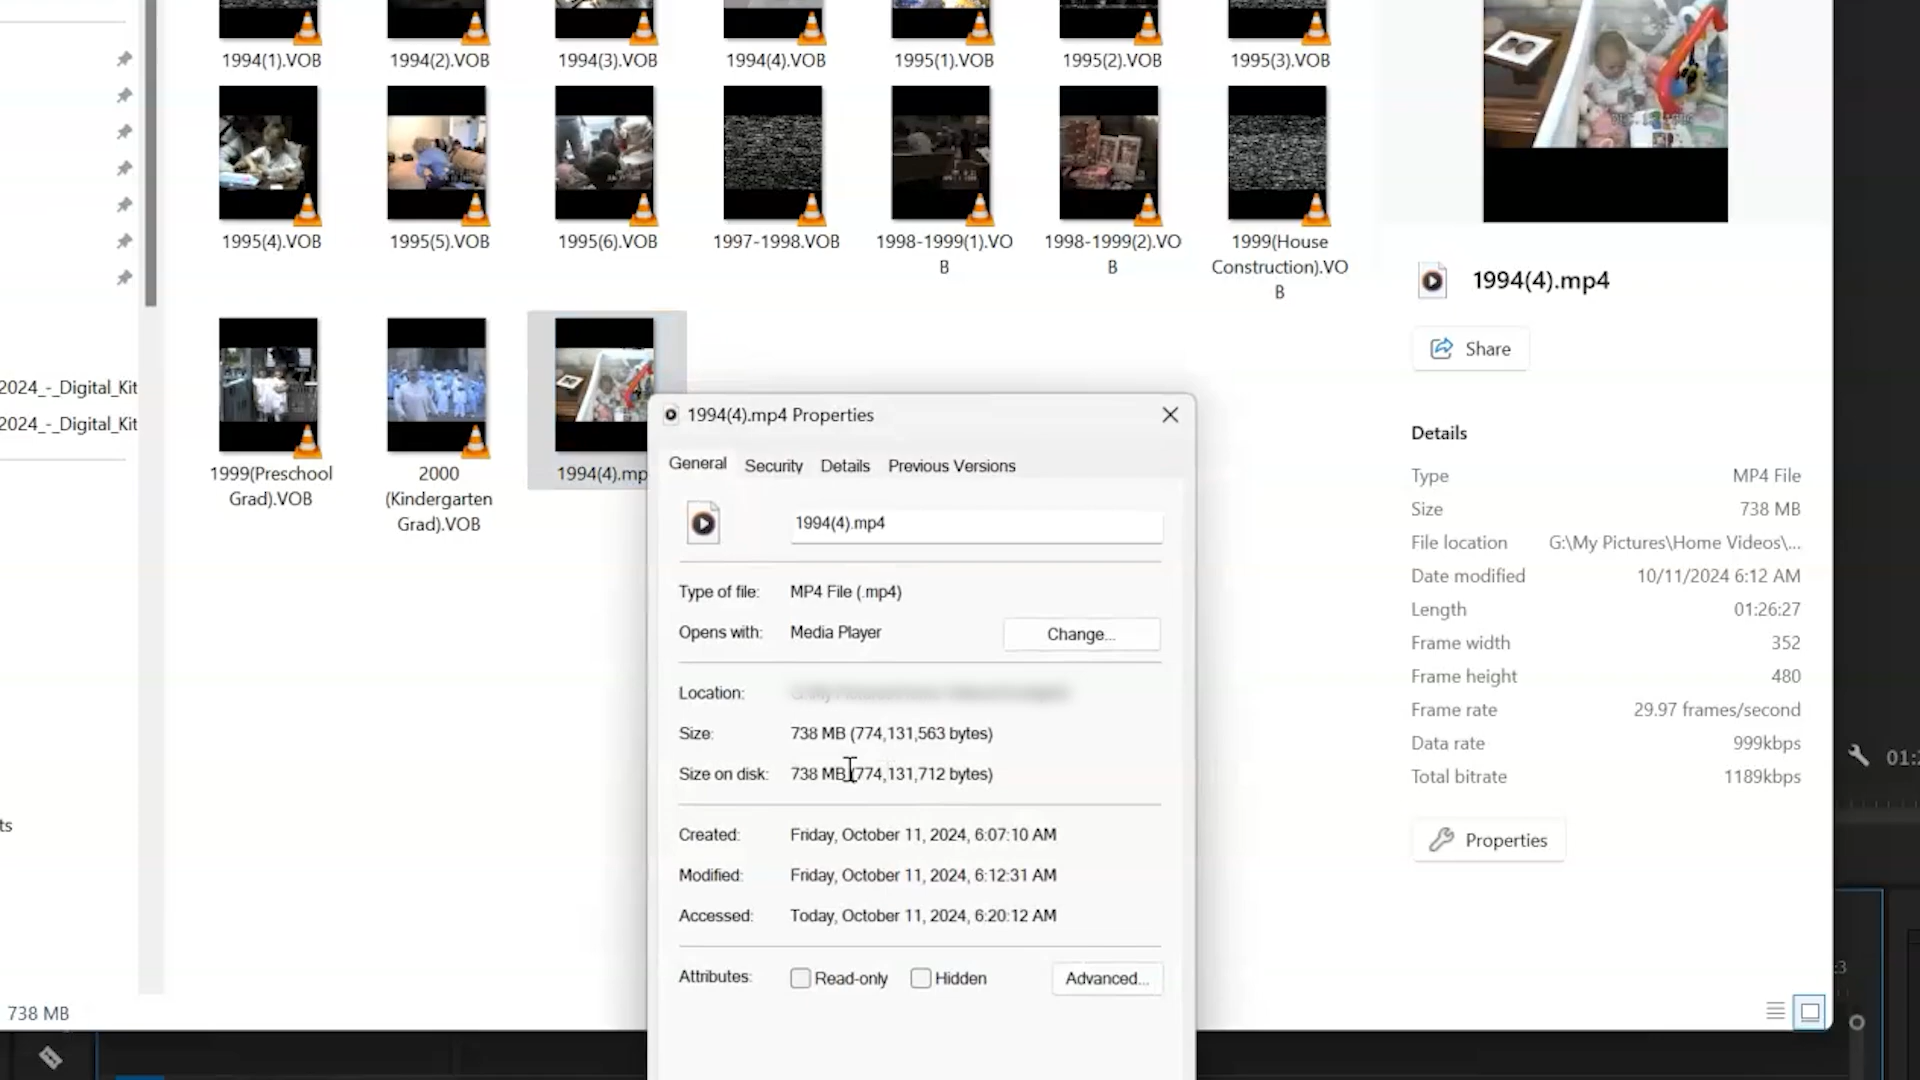 1994(1).VOB
1994(2).VOB
1994(3).VOB
1994(4).VOB
1995(1).VOB
1995(2).VOB
1995(3).VOB
1995(4).VOB
1995(5).VOB
1995(6).VOB
1997-1998.VOB
1998-1999(1).VO
B
1998-1999(2).VO
B
1999(House
Construction).VO
B
1999(Preschool
Grad).VOB
2000
(Kindergarten
Grad).VOB
1994(4).mp
2024_-_Digital_Kit
2024_-_Digital_Kit
ts
738 MB
1994(4).mp4 Properties
General
Security
Details
Previous Versions
1994(4).mp4
Type of file: MP4 File (.mp4)
Opens with: Media Player
Change...
Location:
Size: 738 MB (774,131,563 bytes)
Size on disk: 738 MB (774,131,712 bytes)
Created: Friday, October 11, 2024, 6:07:10 AM
Modified: Friday, October 11, 2024, 6:12:31 AM
Accessed: Today, October 11, 2024, 6:20:12 AM
Attributes: Read-only Hidden Advanced...
1994(4).mp4
Share
Details
Type MP4 File
Size 738 MB
File location G:\My Pictures\Home Videos\...
Date modified 10/11/2024 6:12 AM
Length 01:26:27
Frame width 352
Frame height 480
Frame rate 29.97 frames/second
Data rate 999kbps
Total bitrate 1189kbps
Properties